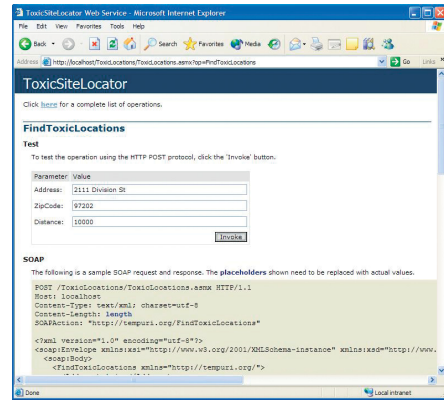 ToxicSiteLocator Web Service - Microsoft Internet Explorer
File Edit View Favorites Tools Help
Back Search Favorites Media
Address http://localhost/ToxicLocations/ToxicLocations.asmx?op=FindToxicLocations Go Links
ToxicSiteLocator
Click here for a complete list of operations.
FindToxicLocations
Test
To test the operation using the HTTP POST protocol, click the 'Invoke' button.
Parameter Value
Address: 2111 Division St
ZipCode: 97202
Distance: 10000
Invoke
SOAP
The following is a sample SOAP request and response. The placeholders shown need to be replaced with actual values.
POST /ToxicLocations/ToxicLocations.asmx HTTP/1.1
Host: localhost
Content-Type: text/xml; charset=utf-8
Content-Length: length
SOAPAction: "http://tempuri.org/FindToxicLocations"
<?xml version="1.0" encoding="utf-8"?>
<soap:Envelope xmlns:xsi="http://www.w3.org/2001/XMLSchema-instance" xmlns:xsd="http://www.
<soap:Body>
<FindToxicLocations xmlns="http://tempuri.org/">
Done Local intranet